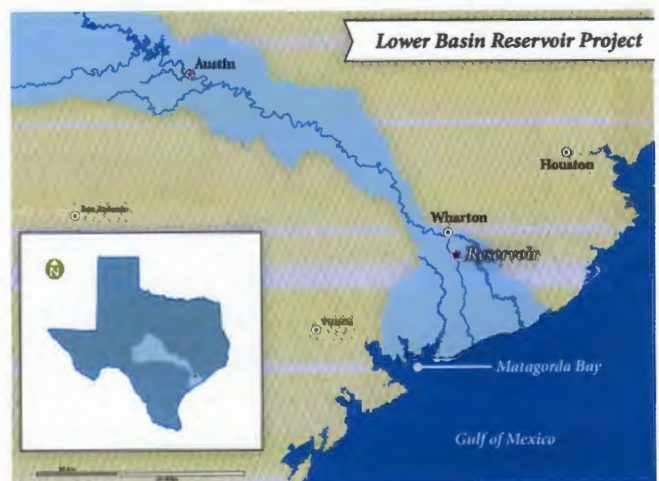 Lower Basin Reservoir Project
Austin
Houston
Wharton
Reservoir
N
Matagorda Bay
Gulf of Mexico